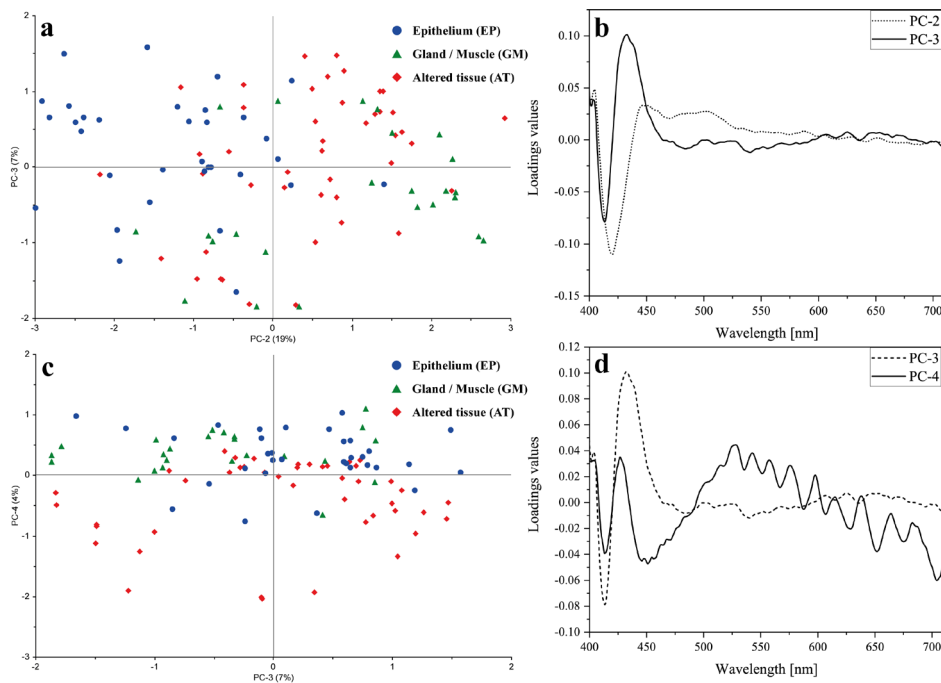 a
Epithelium (EP)
Gland / Muscle (GM)
Altered tissue (AT)
2
1
0
1
2
PC-3 (7%)
-3
-2
-1
0
1
2
3
PC-2 (19%)
b
PC-2
PC-3
0.10
0.05
0.00
-0.05
-0.10
-0.15
Loadings values
400
450
500
550
600
650
700
Wavelength [nm]
c
Epithelium (EP)
Gland / Muscle (GM)
Altered tissue (AT)
2
1
0
-1
-2
-3
PC-4 (4%)
-2
-1
0
1
2
PC-3 (7%)
d
PC-3
PC-4
0.12
0.10
0.08
0.06
0.04
0.02
0.00
-0.02
-0.04
-0.06
-0.08
-0.10
Loadings values
400
450
500
550
600
650
700
Wavelength [nm]